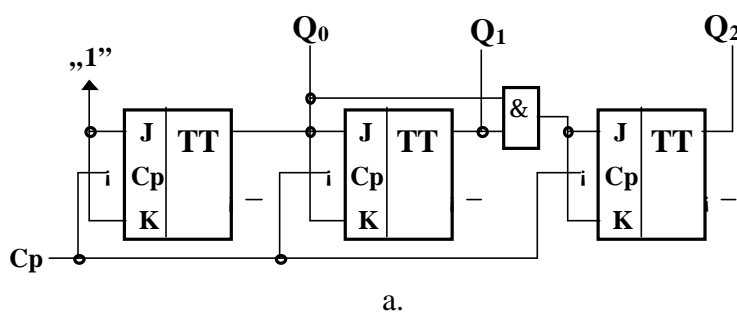 Q0 Q1 Q2
„1”
&
J TT J TT J TT
Cp Cp Cp
K K K
Cp
a.